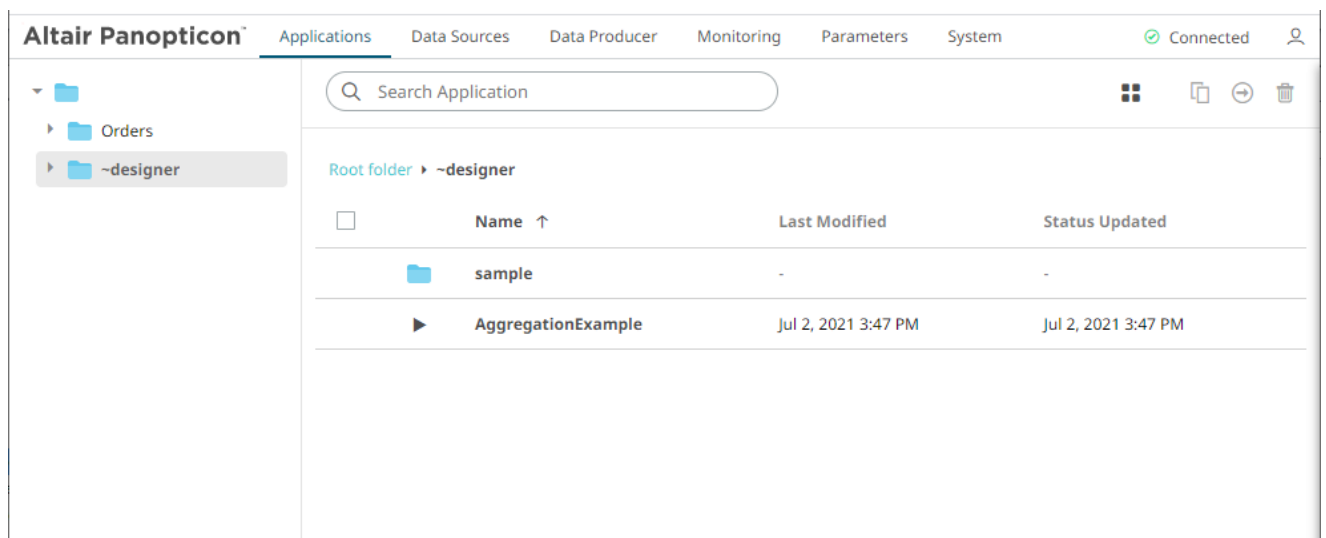 Altair Panopticon™ Applications Data Sources Data Producer Monitoring Parameters System Connected
Search Application
Orders
~designer
Root folder ~designer
Name ↑ Last Modified Status Updated
sample - -
AggregationExample Jul 2, 2021 3:47 PM Jul 2, 2021 3:47 PM